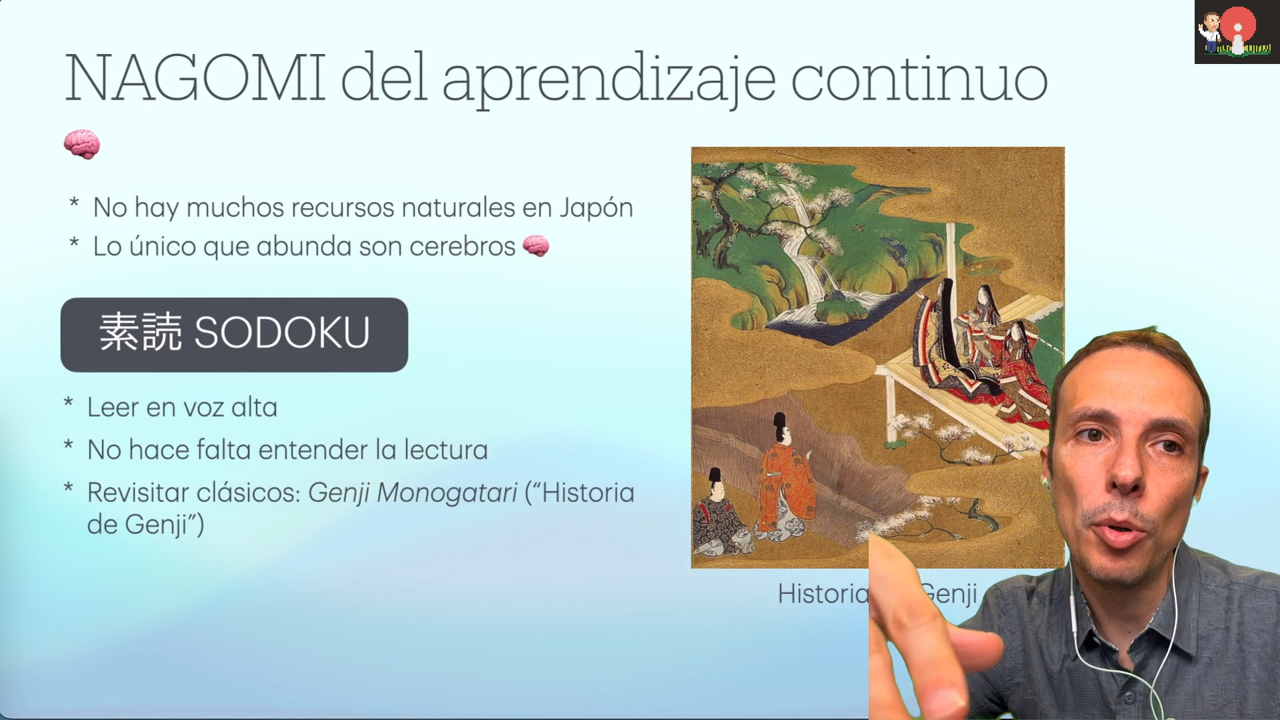 NAGOMI del aprendizaje continuo
* No hay muchos recursos naturales en Japón
* Lo único que abunda son cerebros
素読 SODOKU
* Leer en voz alta
* No hace falta entender la lectura
* Revisitar clásicos: Genji Monogatari (“Historia
de Genji”)
Historia Genji